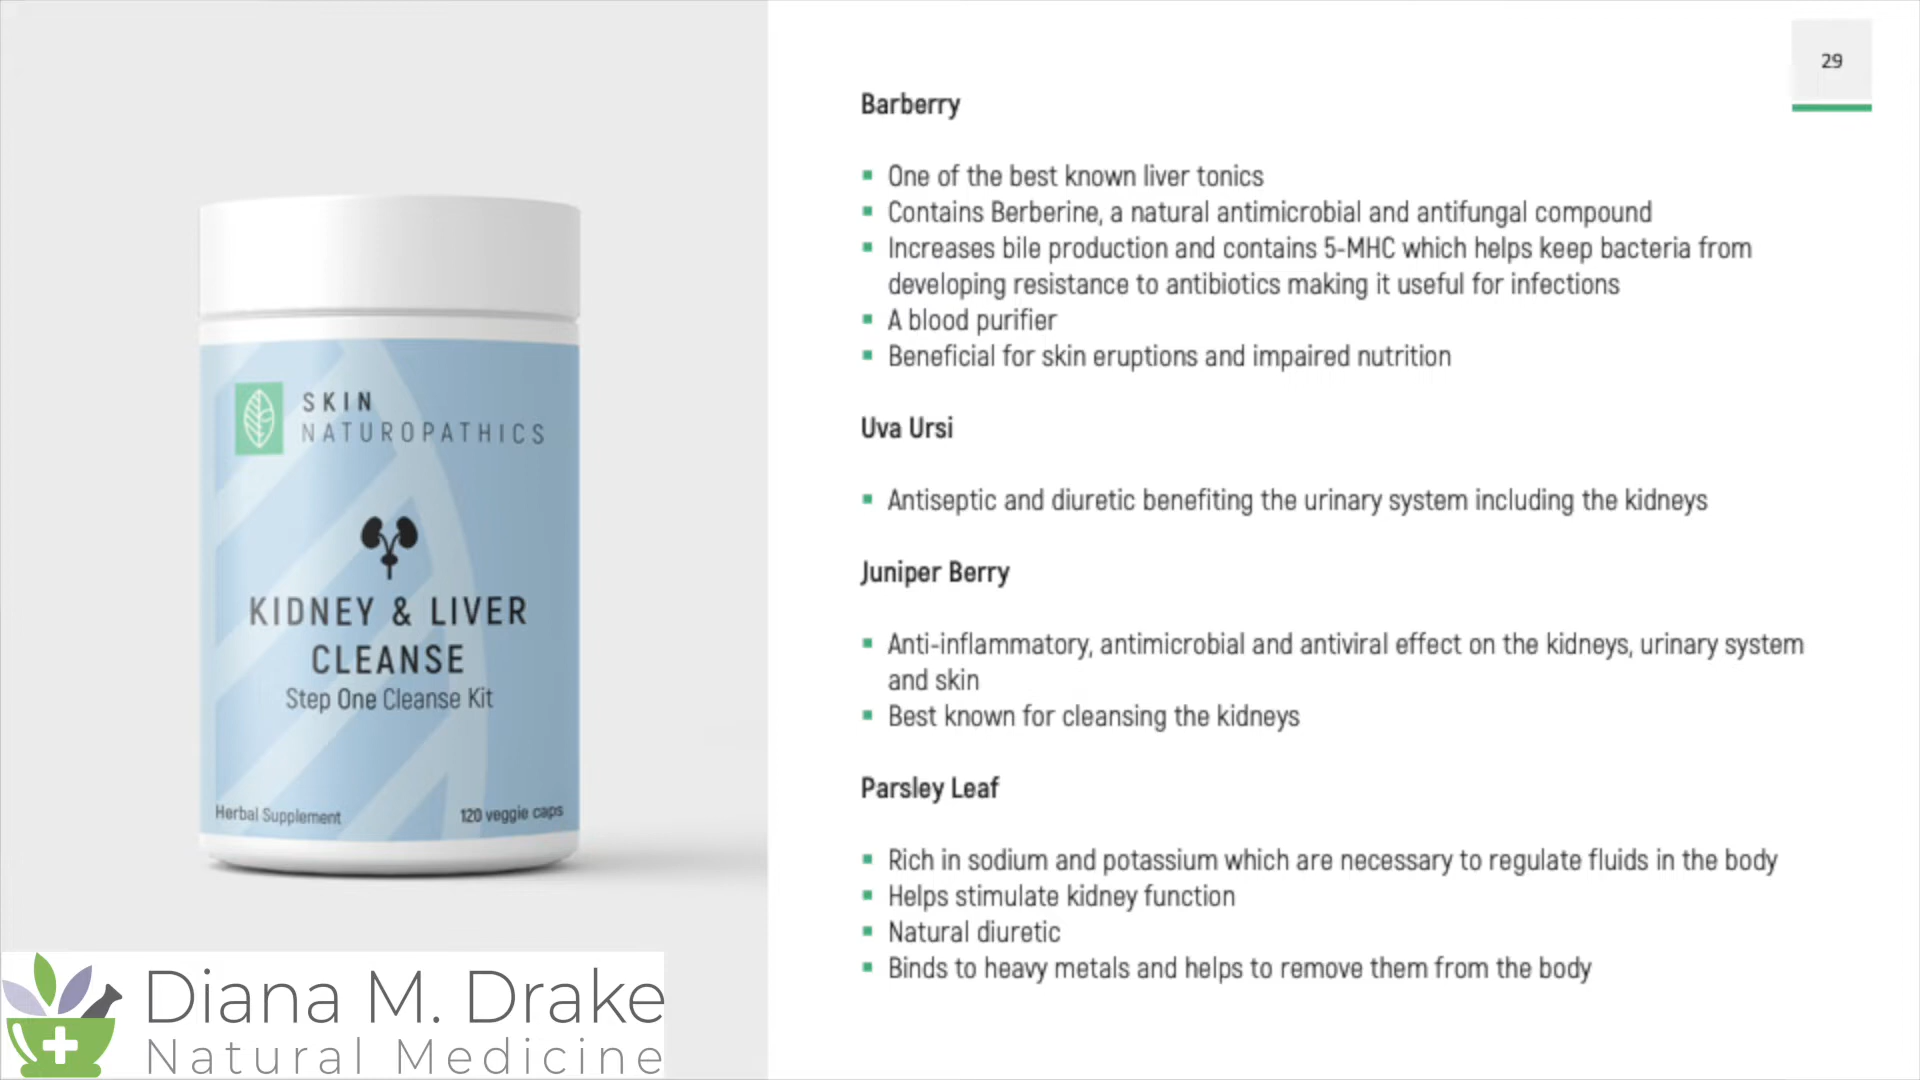 29
SKIN
NATUROPATHICS
KIDNEY & LIVER
CLEANSE
Step One Cleanse Kit
Herbal Supplement
120 veggie caps
Diana M. Drake
Natural Medicine
Barberry
One of the best known liver tonics
Contains Berberine, a natural antimicrobial and antifungal compound
Increases bile production and contains 5-MHC which helps keep bacteria from
developing resistance to antibiotics making it useful for infections
A blood purifier
Beneficial for skin eruptions and impaired nutrition
Uva Ursi
Antiseptic and diuretic benefiting the urinary system including the kidneys
Juniper Berry
Anti-inflammatory, antimicrobial and antiviral effect on the kidneys, urinary system
and skin
Best known for cleansing the kidneys
Parsley Leaf
Rich in sodium and potassium which are necessary to regulate fluids in the body
Helps stimulate kidney function
Natural diuretic
Binds to heavy metals and helps to remove them from the body